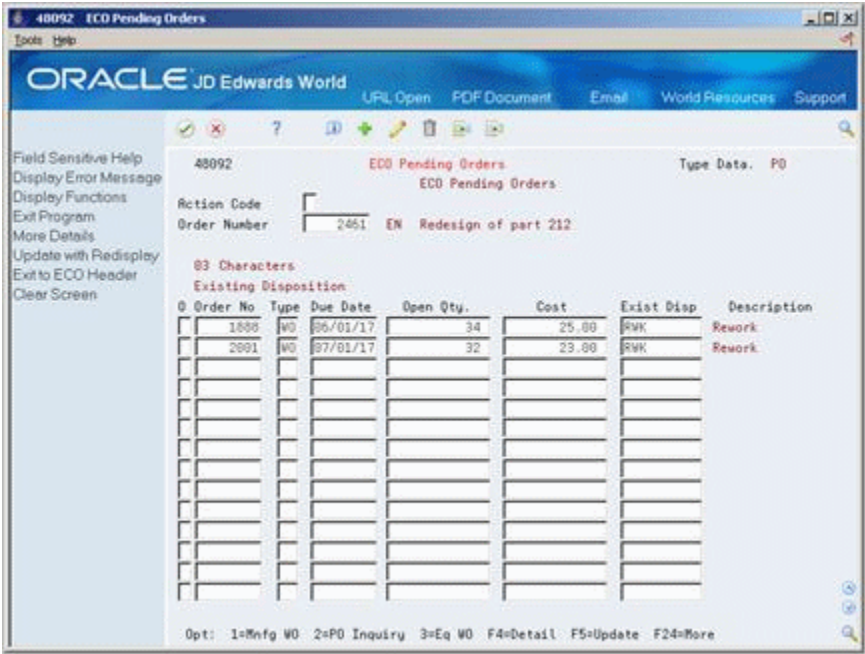 48092 ECO Pending Orders
Tools Help
ORACLE JD Edwards World
URL Open PDF Document Email World Resources Support
Field Sensitive Help
Display Error Message
Display Functions
Exit Program
More Details
Update with Redisplay
Exit to ECO Header
Clear Screen
48092 ECO Pending Orders Type Data. PO
ECO Pending Orders
Action Code
Order Number 2461 EN Redesign of part 212
03 Characters
Existing Disposition
O Order No Type Due Date Open Qty. Cost Exist Disp Description
1808 WO 06/01/17 34 25.00 RWK Rework
2001 WO 07/01/17 32 23.00 RWK Rework
Opt: 1=Mnfg WO 2=PO Inquiry 3=Eq WO F4=Detail F5=Update F24=More